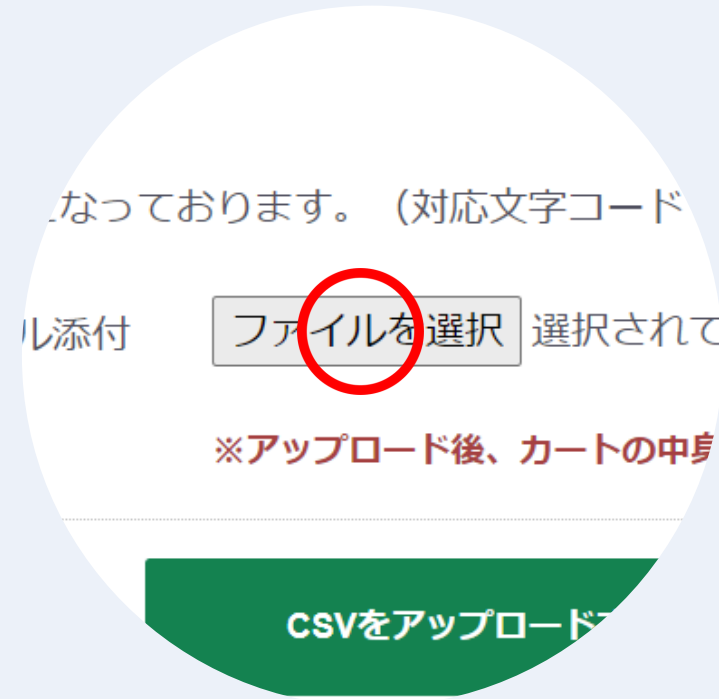 なっております。（対応文字コード
ル添付
ファイルを選択 選択されて
※アップロード後、カートの中身
CSVをアップロード